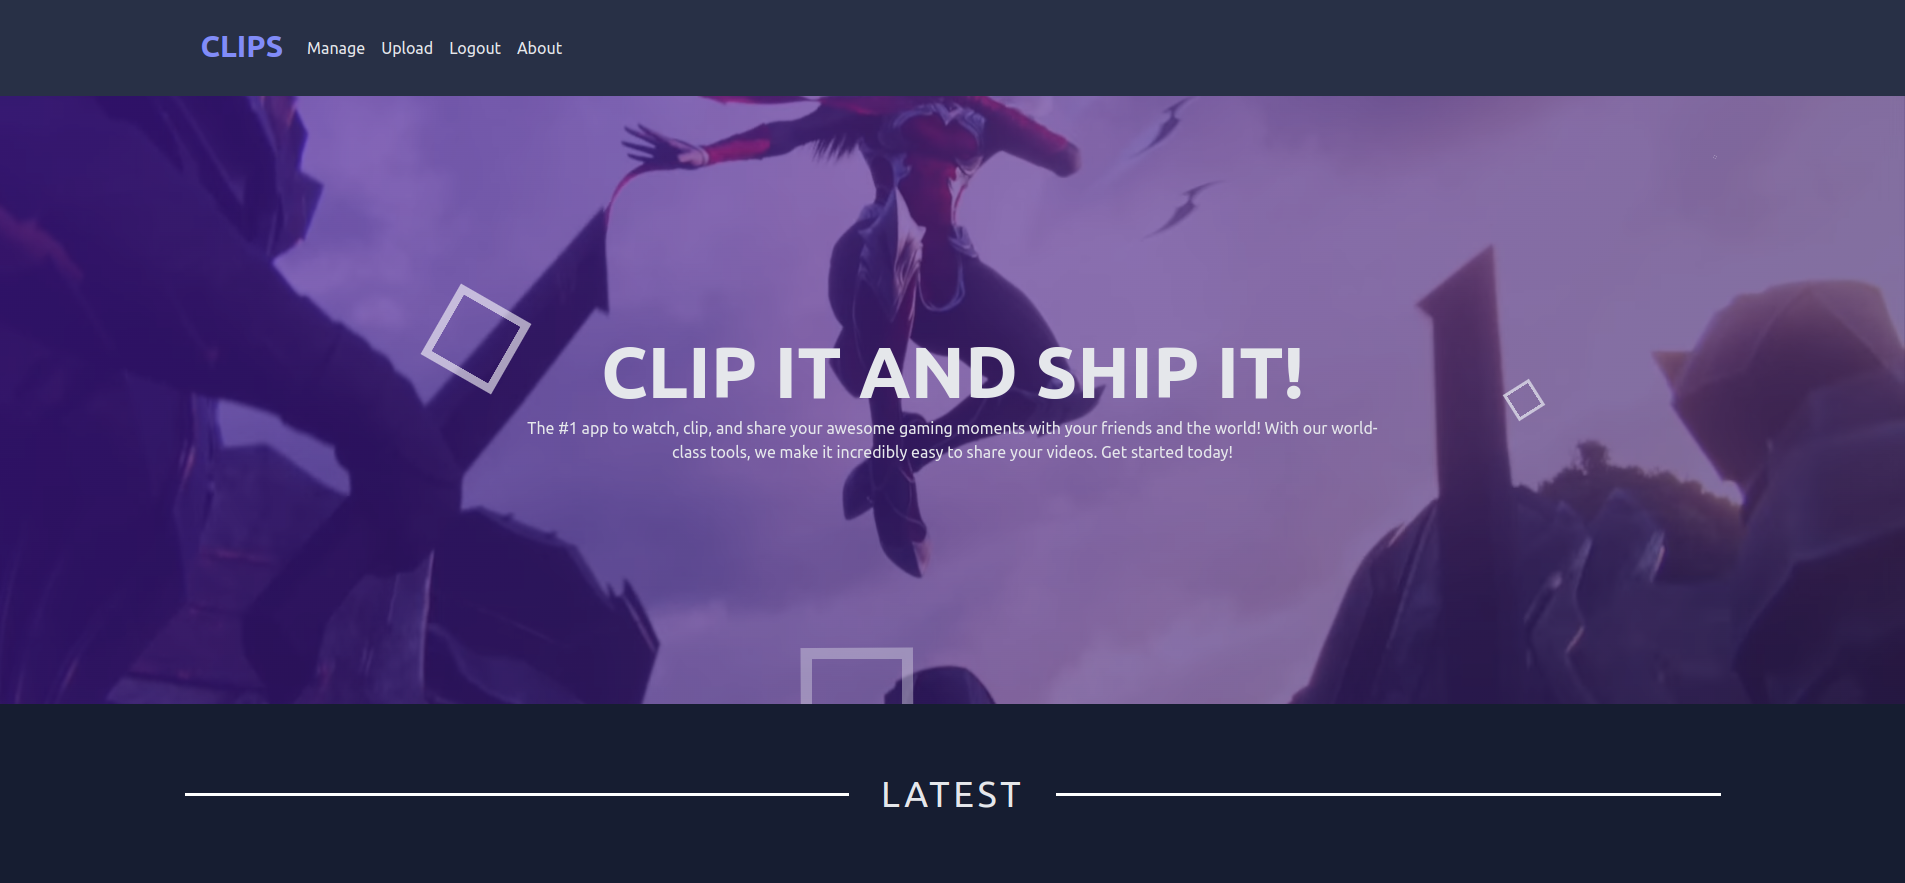 CLIPS Manage Upload Logout About
CLIP IT AND SHIP IT!
The #1 app to watch, clip, and share your awesome gaming moments with your friends and the world! With our world-
class tools, we make it incredibly easy to share your videos. Get started today!
LATEST